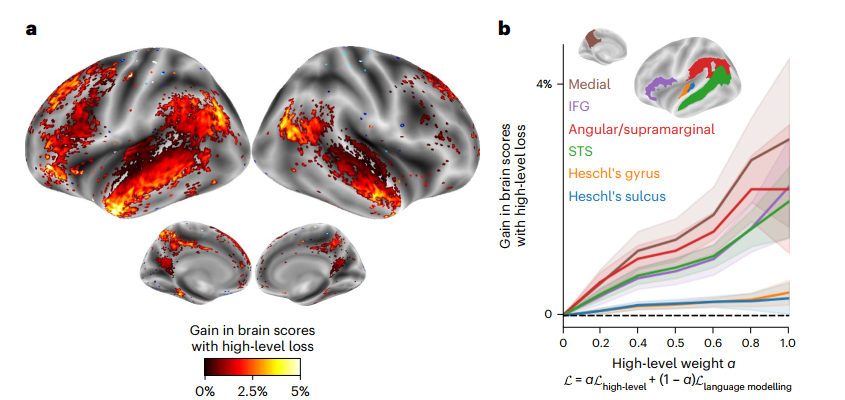 a
Gain in brain scores
with high-level loss
0%
2.5%
5%
b
Gain in brain scores
with high-level loss
4%
0
Medial
IFG
Angular/supramarginal
STS
Heschl's gyrus
Heschl's sulcus
0
0.2
0.4
0.5
0.6
0.8
1.0
High-level weight α
ℒ = αℒhigh-level + (1 – α)ℒlanguage modelling